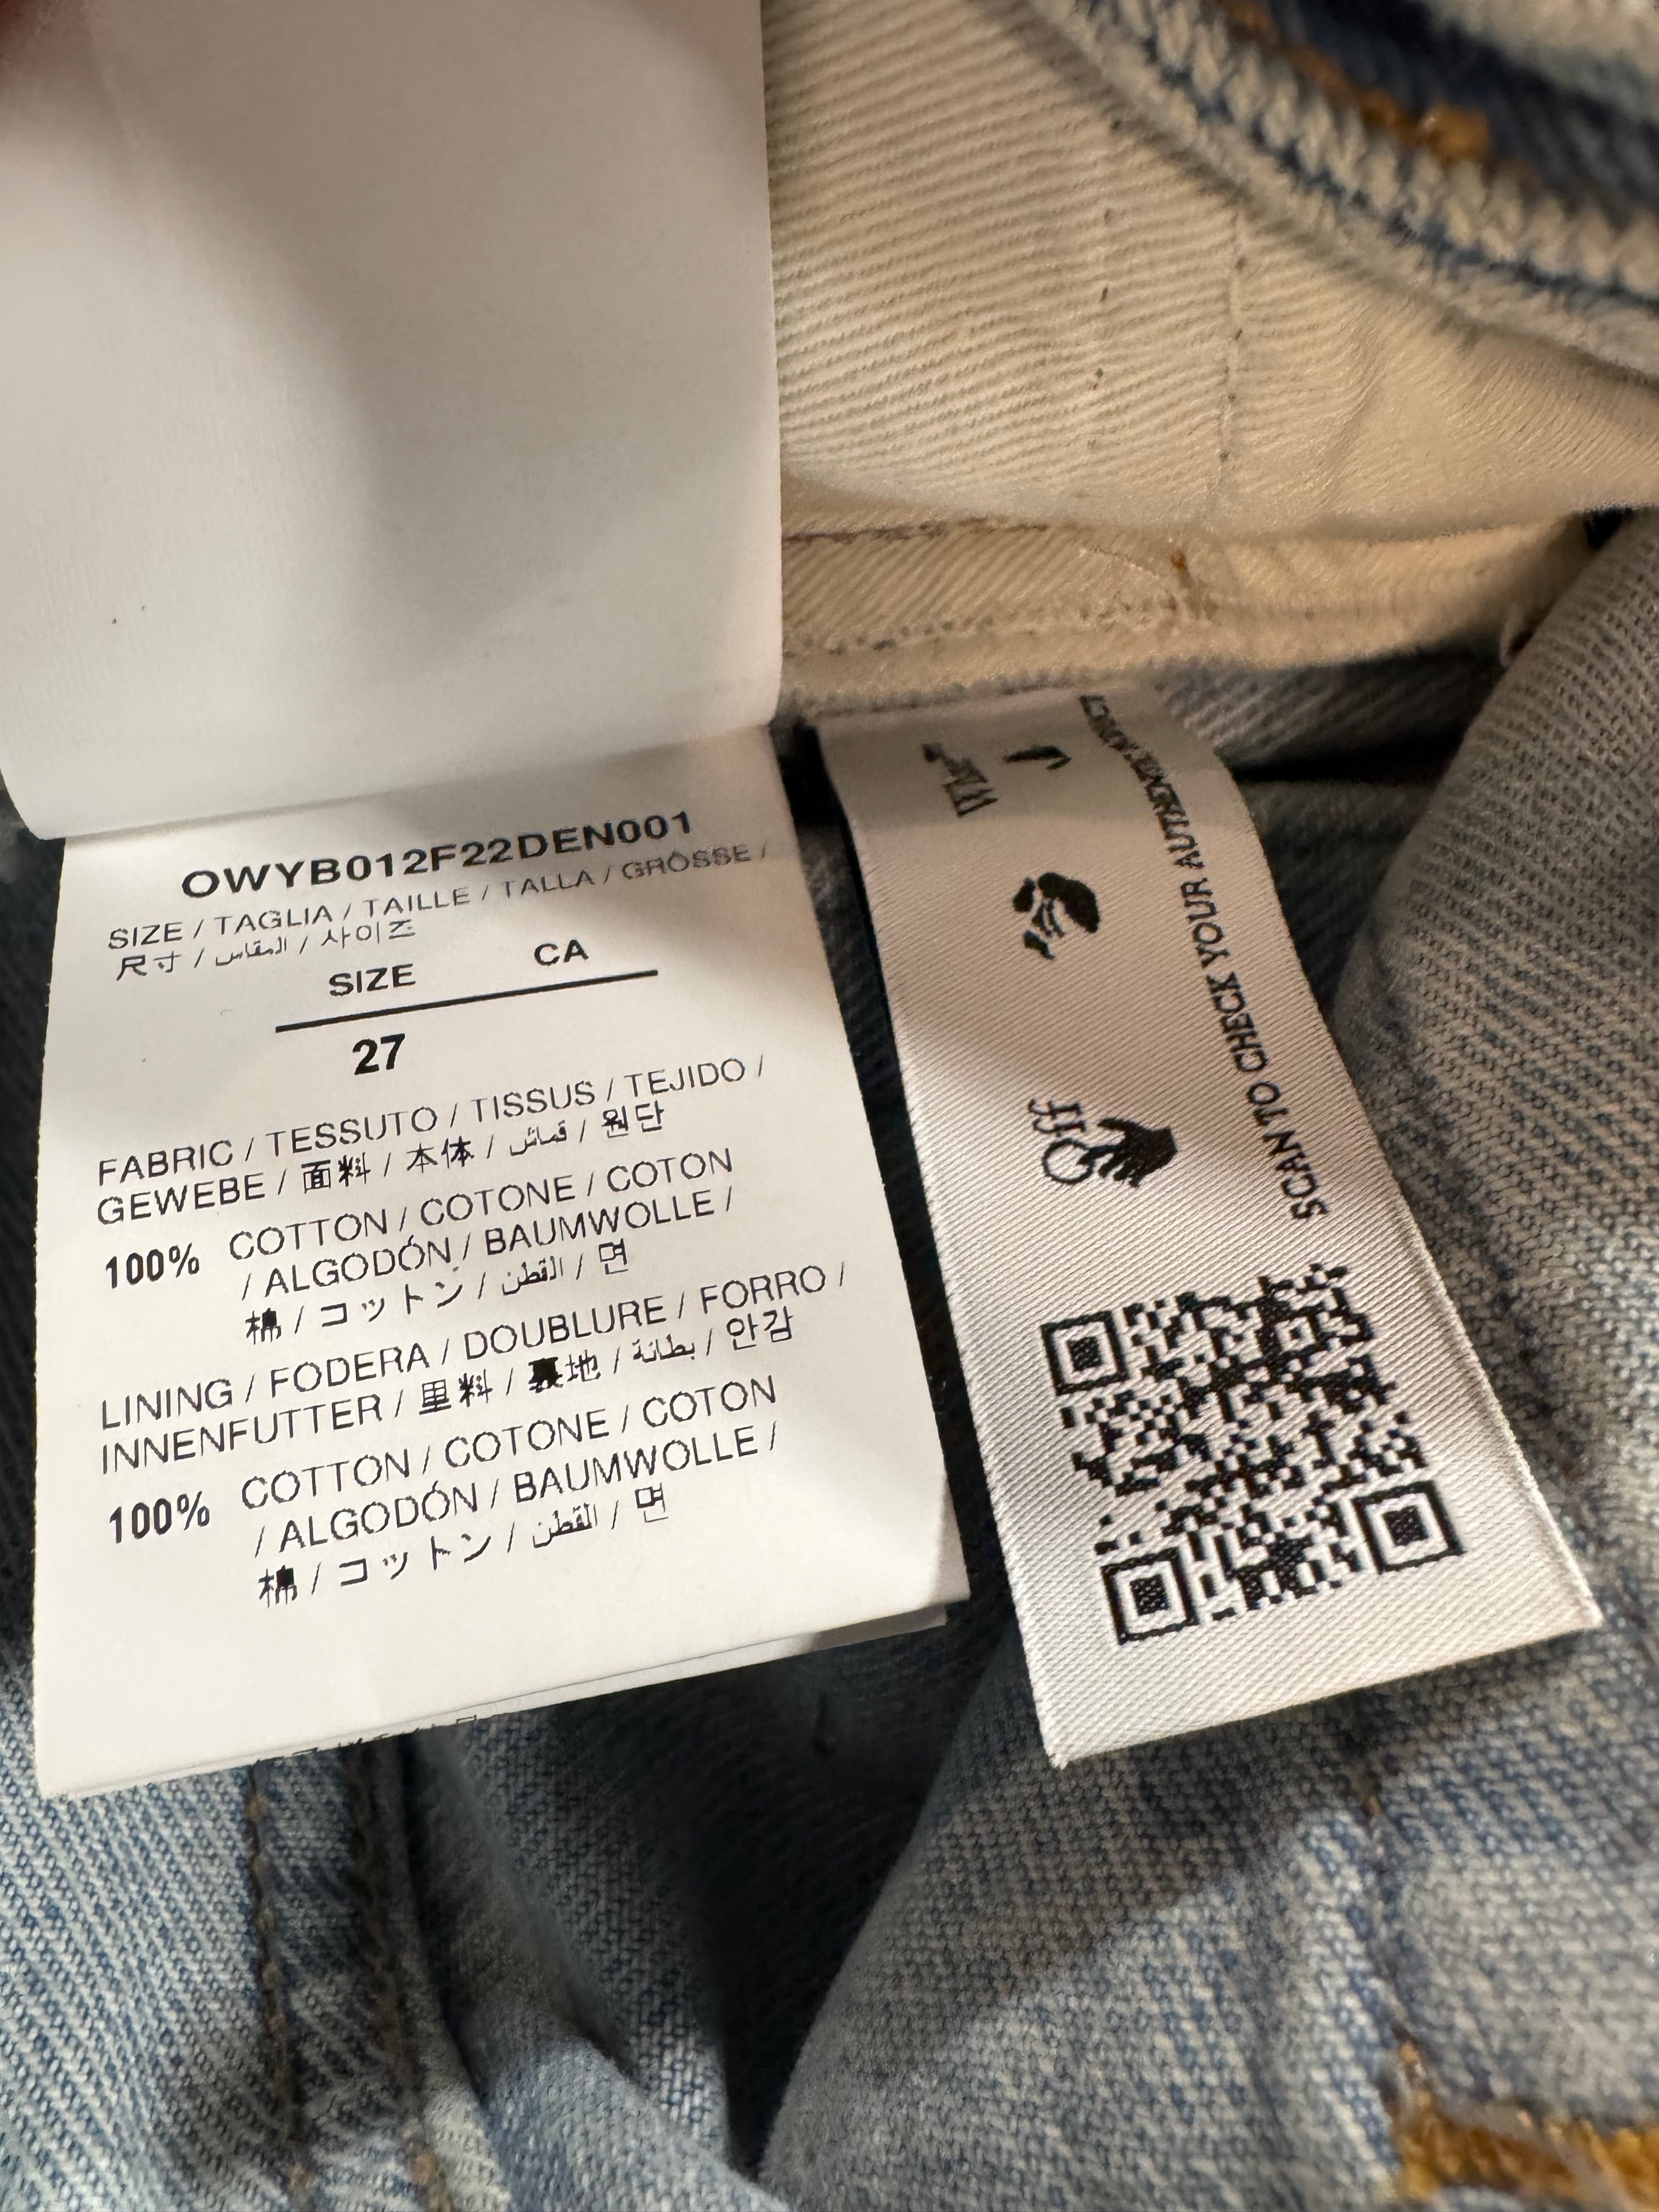 OWYB012F22DEN001
SIZE / TAGLIA / TAILLE / TALLA / GRÖSSE /
尺寸 / المقاس / 사이즈
SIZE CA
27
FABRIC / TESSUTO / TISSUS / TEJIDO /
GEWEBE / 面料 / 本体 / قماش / 원단
100% COTTON / COTONE / COTON
/ ALGODÓN / BAUMWOLLE /
棉 / コットン / القطن / 면
LINING / FODERA / DOUBLURE / FORRO /
INNENFUTTER / 里料 / 裏地 / بطانة / 안감
100% COTTON / COTONE / COTON
/ ALGODÓN / BAUMWOLLE /
棉 / コットン / القطن / 면
Off
SCAN TO CHECK YOUR AUTHENTIC